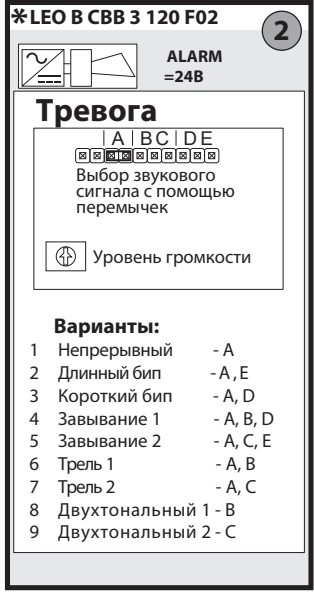 *LEO B CBB 3 120 F02
2
ALARM
=24В
Тревога
A BC DE
Выбор звукового
сигнала с помощью
перемычек
Уровень громкости
Варианты:
1 Непрерывный - A
2 Длинный бип - A, E
3 Короткий бип - A, D
4 Завывание 1 - A, B, D
5 Завывание 2 - A, C, E
6 Трель 1 - A, B
7 Трель 2 - A, C
8 Двухтональный 1 - B
9 Двухтональный 2 - C